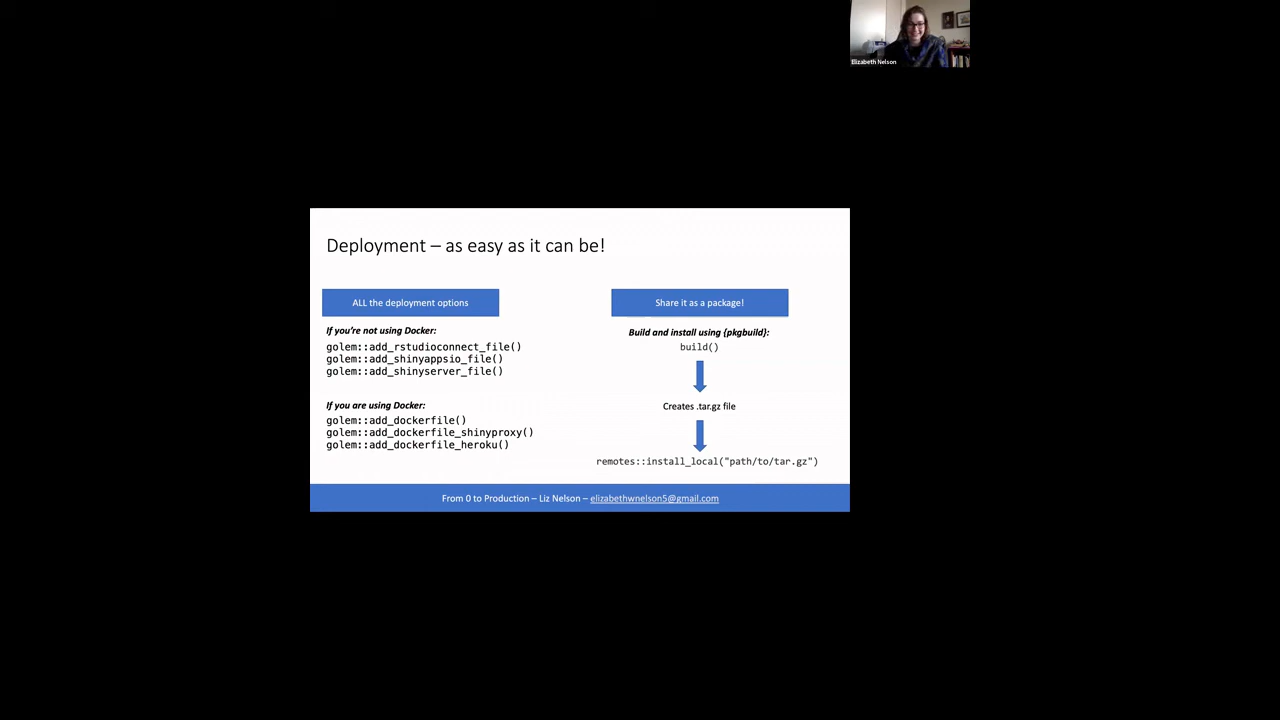 Elizabeth Nelson
Deployment – as easy as it can be!
ALL the deployment options
If you're not using Docker:
golem::add_rstudioconnect_file()
golem::add_shinyappsio_file()
golem::add_shinyserver_file()
If you are using Docker:
golem::add_dockerfile()
golem::add_dockerfile_shinyproxy()
golem::add_dockerfile_heroku()
Share it as a package!
Build and install using {pkgbuild}:
build()
Creates .tar.gz file
remotes::install_local("path/to/tar.gz")
From 0 to Production – Liz Nelson – elizabethwnelson5@gmail.com